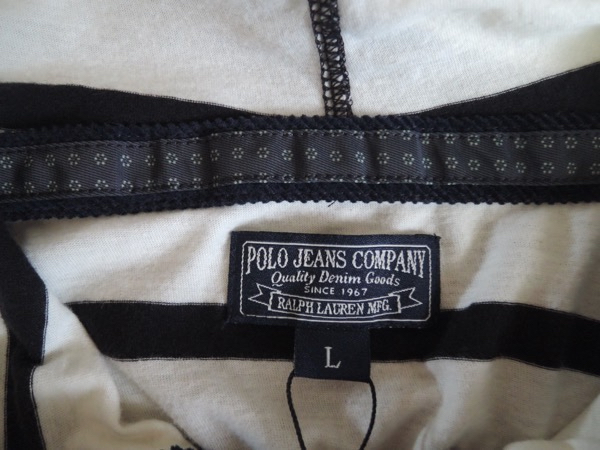 POLO JEANS COMPANY
Quality Denim Goods
SINCE 1967
RALPH LAUREN MFG.
L